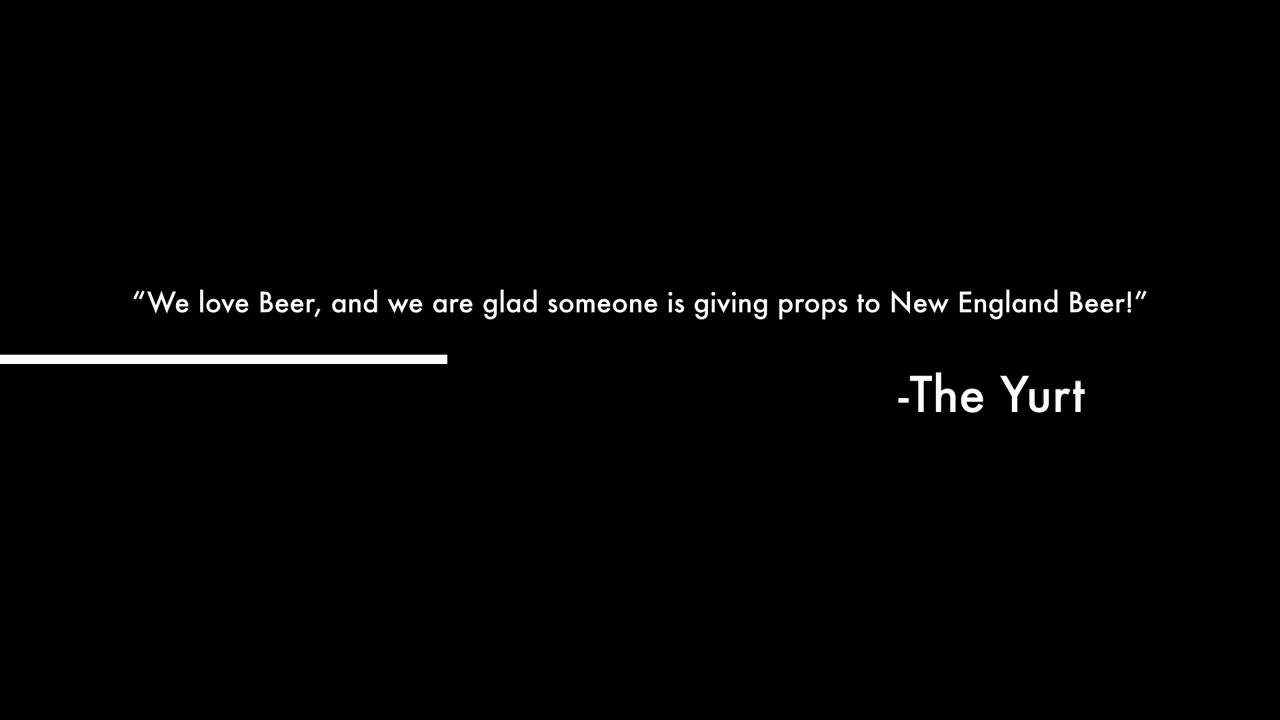 “We love Beer, and we are glad someone is giving props to New England Beer!”
-The Yurt